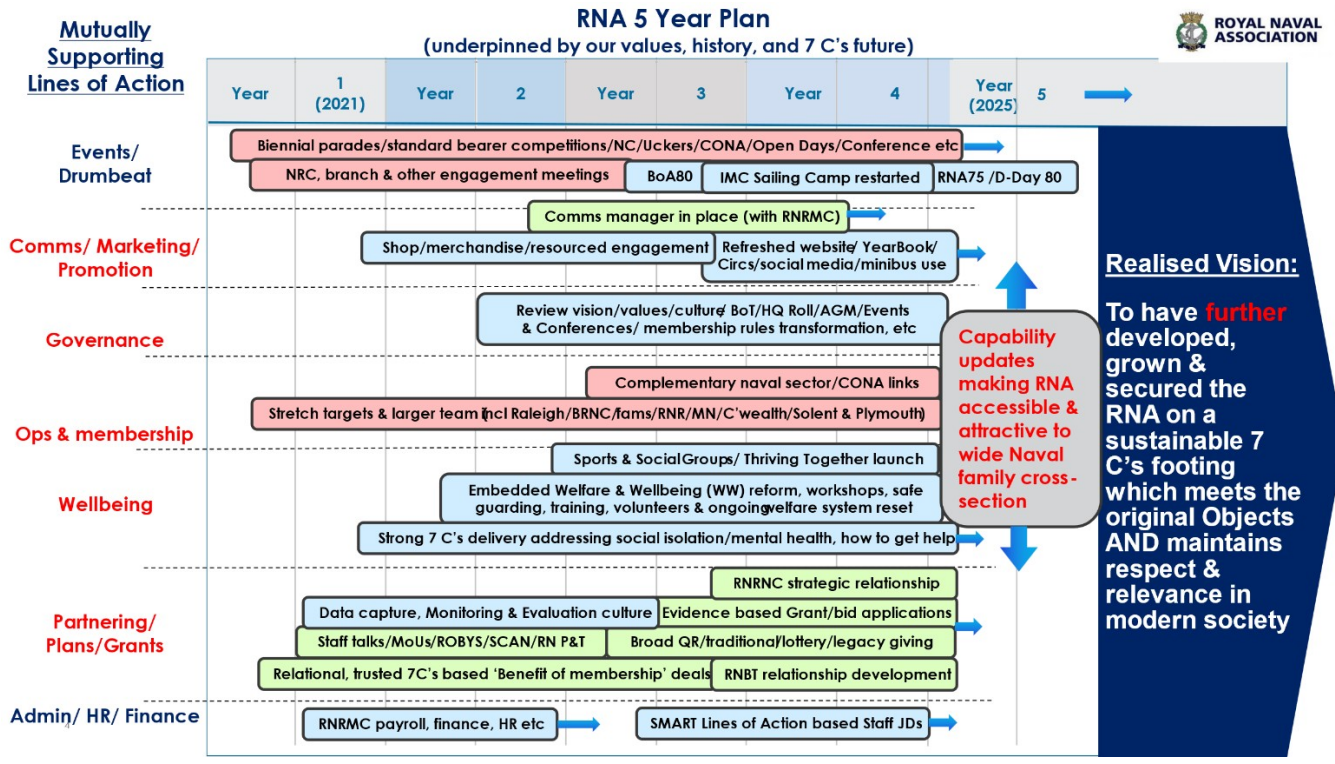 Mutually
Supporting
Lines of Action
RNA 5 Year Plan
(underpinned by our values, history, and 7 C's future)
ROYAL NAVAL
ASSOCIATION
Year
1
(2021)
Year
2
Year
3
Year
4
Year
(2025)
5
Events/
Drumbeat
Biennial parades/standard bearer competitions/NC/Uckers/CONA/Open Days/Conference etc
NRC, branch & other engagement meetings
BoA80
IMC Sailing Camp restarted
RNA75 /D-Day 80
Comms/ Marketing/
Promotion
Comms manager in place (with RNRMC)
Shop/merchandise/resourced engagement
Refreshed website/ YearBook/
Circs/social media/minibus use
Governance
Review vision/values/culture/ BoT/HQ Roll/AGM/Events
& Conferences/ membership rules transformation, etc
Ops & membership
Complementary naval sector/CONA links
Stretch targets & larger team (incl Raleigh/BRNC/fams/RNR/MN/C'wealth/Solent & Plymouth)
Wellbeing
Sports & Social Groups/ Thriving Together launch
Embedded Welfare & Wellbeing (WW) reform, workshops, safe
guarding, training, volunteers & ongoing welfare system reset
Strong 7 C's delivery addressing social isolation/mental health, how to get help
Partnering/
Plans/Grants
RNRNC strategic relationship
Data capture, Monitoring & Evaluation culture
Evidence based Grant/bid applications
Staff talks/MoUs/ROBYS/SCAN/RN P&T
Broad QR/traditional/lottery/legacy giving
Relational, trusted 7C's based 'Benefit of membership' deals
RNBT relationship development
Admin/ HR/ Finance
RNRMC payroll, finance, HR etc
SMART Lines of Action based Staff JDs
Capability
updates
making RNA
accessible &
attractive to
wide Naval
family cross-
section
Realised Vision:
To have further
developed,
grown &
secured the
RNA on a
sustainable 7
C's footing
which meets the
original Objects
AND maintains
respect &
relevance in
modern society